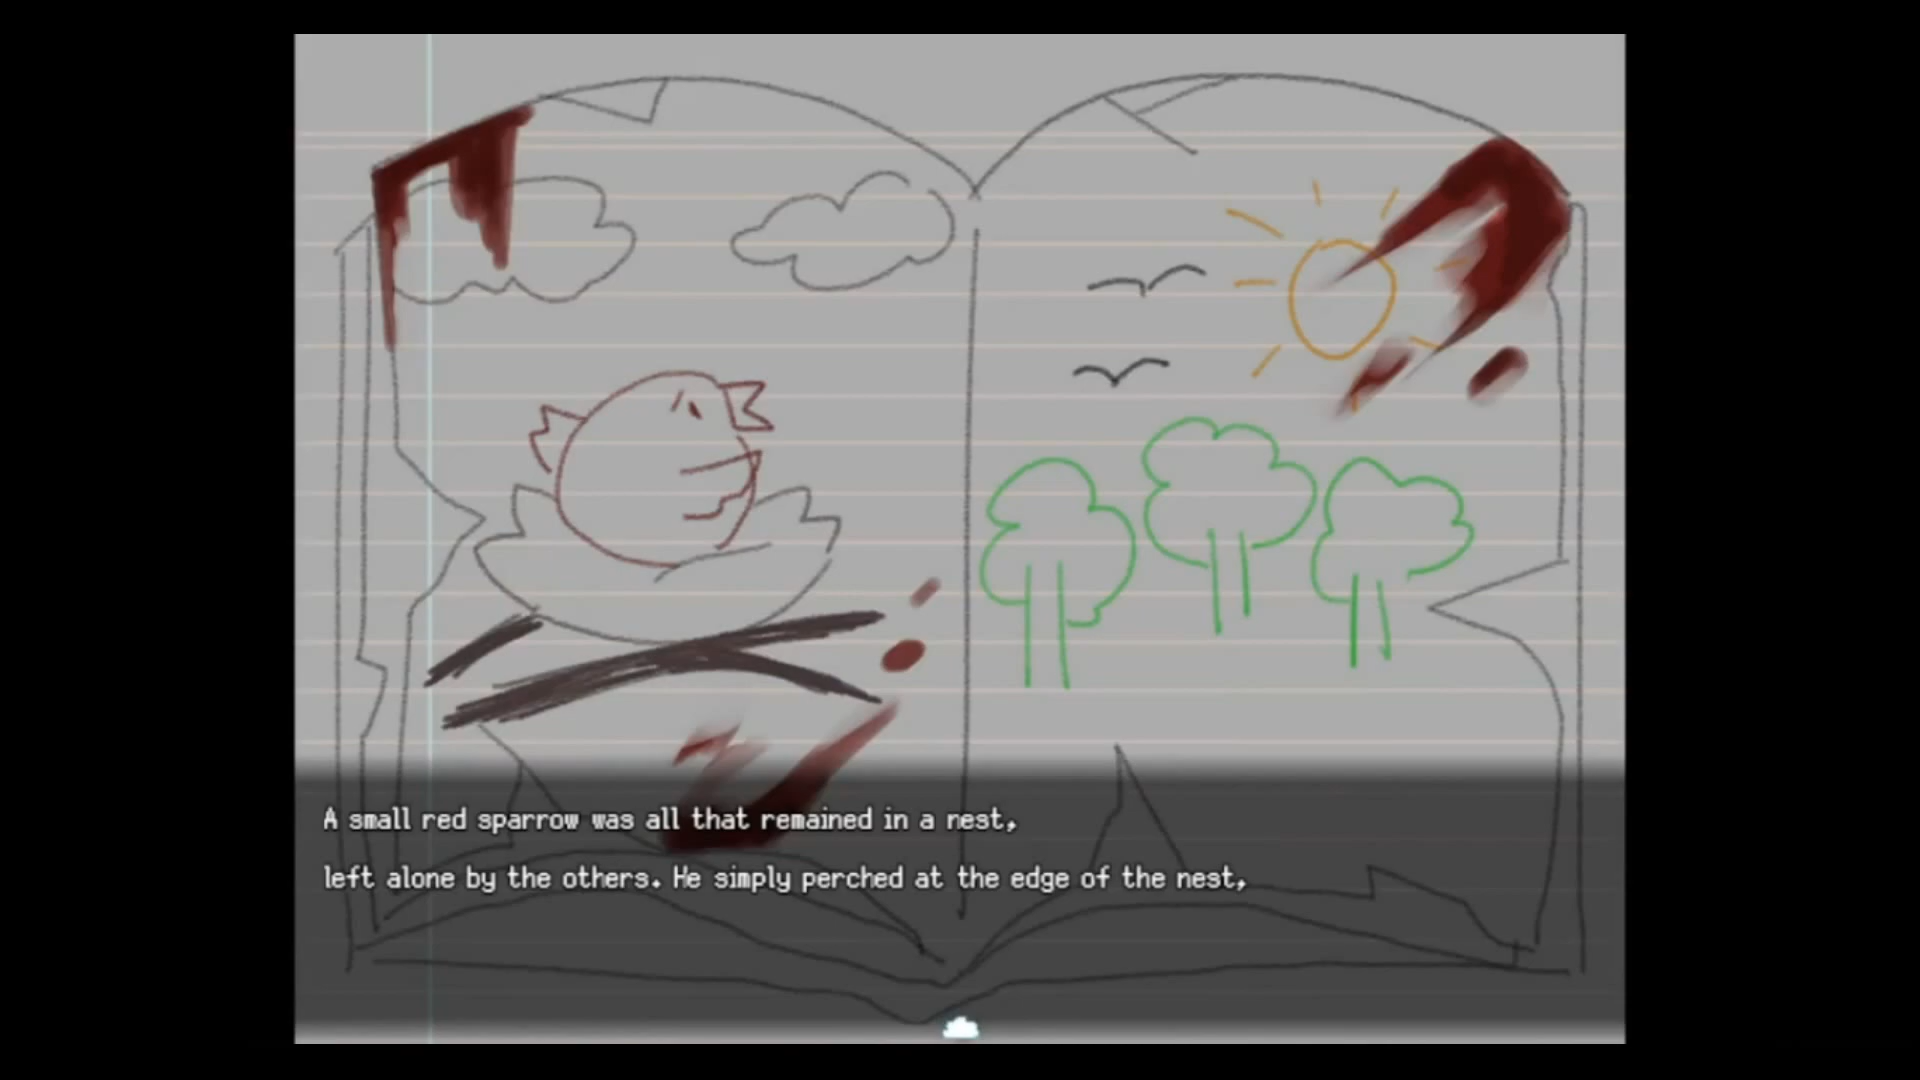 A small red sparrow was all that remained in a nest,
left alone by the others. He simply perched at the edge of the nest,